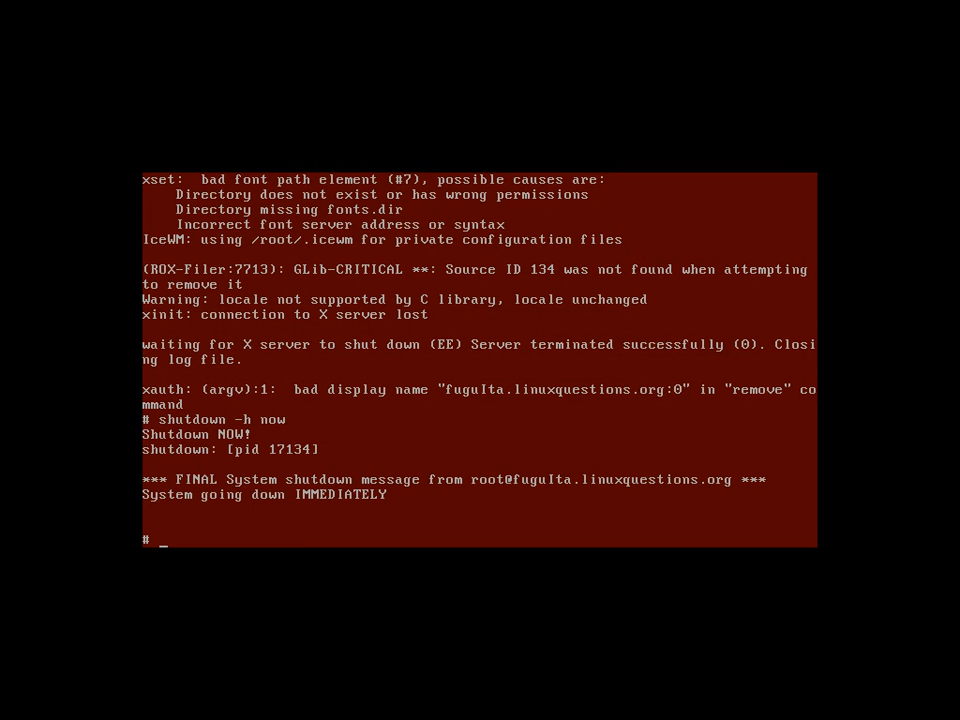 xset:  bad font path element (#7), possible causes are:
    Directory does not exist or has wrong permissions
    Directory missing fonts.dir
    Incorrect font server address or syntax
IceWM: using /root/.icewm for private configuration files
(ROX-Filer:7713): GLib-CRITICAL **: Source ID 134 was not found when attempting
to remove it
Warning: locale not supported by C library, locale unchanged
xinit: connection to X server lost
waiting for X server to shut down (EE) Server terminated successfully (0). Closi
ng log file.
xauth: (argv):1:  bad display name "fuguIta.linuxquestions.org:0" in "remove" co
mmand
# shutdown -h now
Shutdown NOW!
shutdown: [pid 17134]
*** FINAL System shutdown message from root@fuguIta.linuxquestions.org ***
System going down IMMEDIATELY
# _